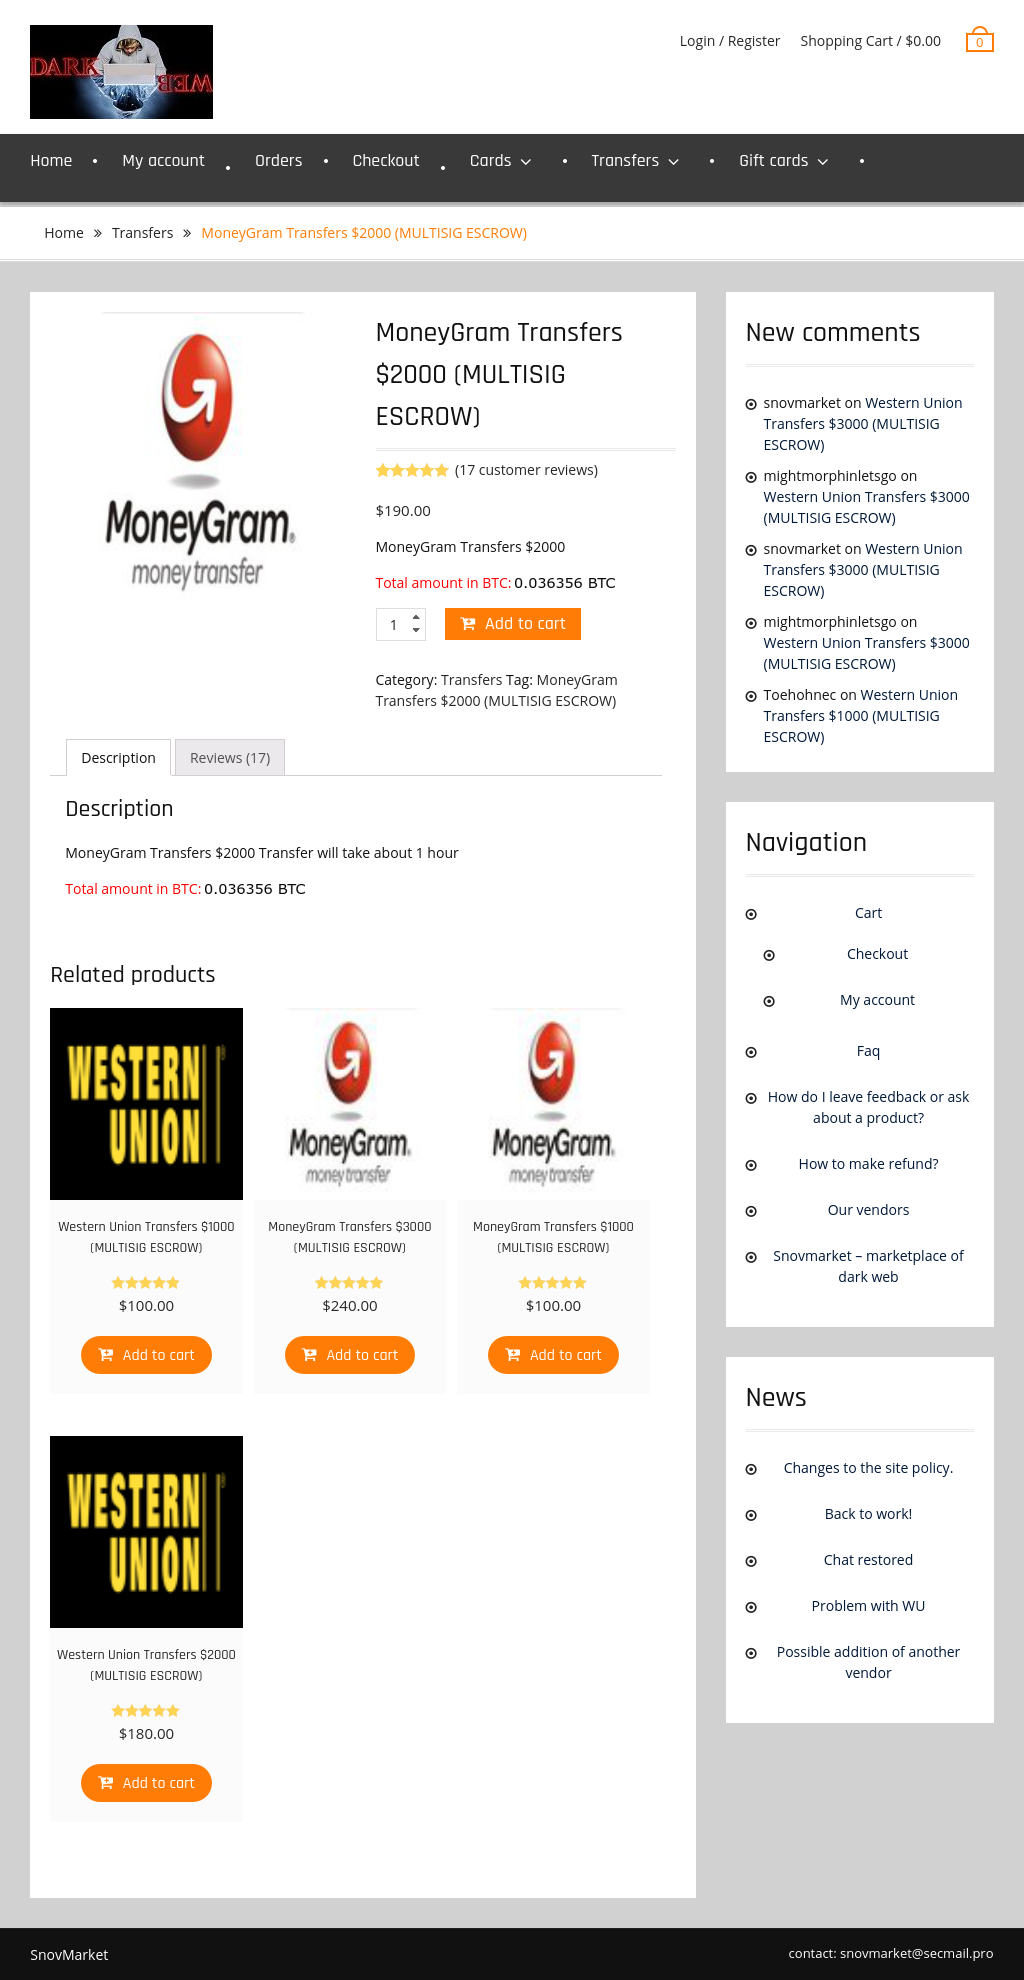 DARK WEB
Login / Register Shopping Cart / $0.00 0
Home • My account • Orders • Checkout • Cards • Transfers • Gift cards •
Home » Transfers » MoneyGram Transfers $2000 (MULTISIG ESCROW)
MoneyGram®
money transfer
MoneyGram Transfers
$2000 (MULTISIG
ESCROW)
(17 customer reviews)
$190.00
MoneyGram Transfers $2000
Total amount in BTC: 0.036356 BTC
1 Add to cart
Category: Transfers Tag: MoneyGram
Transfers $2000 (MULTISIG ESCROW)
Description Reviews (17)
Description
MoneyGram Transfers $2000 Transfer will take about 1 hour
Total amount in BTC: 0.036356 BTC
Related products
WESTERN
UNION
Western Union Transfers $1000
(MULTISIG ESCROW)
$100.00
Add to cart
MoneyGram.
money transfer
MoneyGram Transfers $3000
(MULTISIG ESCROW)
$240.00
Add to cart
MoneyGram.
money transfer
MoneyGram Transfers $1000
(MULTISIG ESCROW)
$100.00
Add to cart
WESTERN
UNION
Western Union Transfers $2000
(MULTISIG ESCROW)
$180.00
Add to cart
New comments
snovmarket on Western Union
Transfers $3000 (MULTISIG
ESCROW)
mightmorphinletsgo on
Western Union Transfers $3000
(MULTISIG ESCROW)
snovmarket on Western Union
Transfers $3000 (MULTISIG
ESCROW)
mightmorphinletsgo on
Western Union Transfers $3000
(MULTISIG ESCROW)
Toehohnec on Western Union
Transfers $1000 (MULTISIG
ESCROW)
Navigation
Cart
Checkout
My account
Faq
How do I leave feedback or ask
about a product?
How to make refund?
Our vendors
Snovmarket – marketplace of
dark web
News
Changes to the site policy.
Back to work!
Chat restored
Problem with WU
Possible addition of another
vendor
SnovMarket
contact: snovmarket@secmail.pro